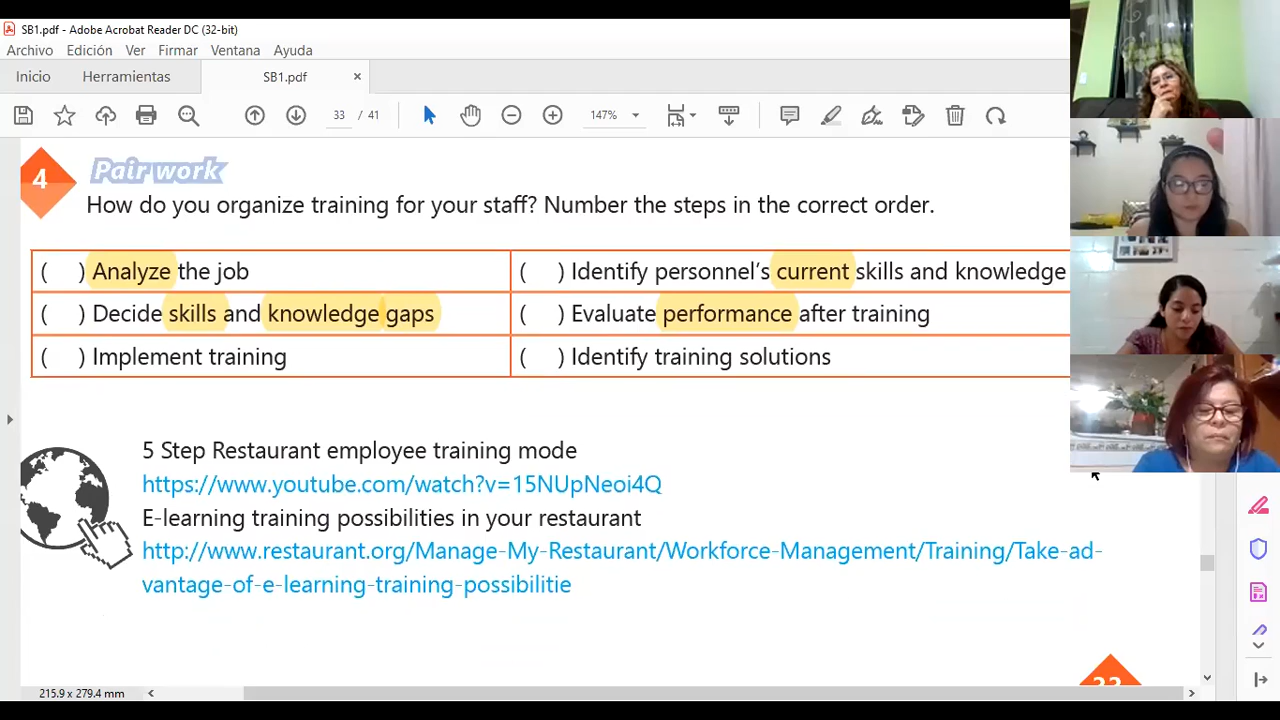 SB1.pdf - Adobe Acrobat Reader DC (32-bit)
Archivo Edición Ver Firmar Ventana Ayuda
Inicio Herramientas SB1.pdf ×
33 / 41 147%
4 Pair work
How do you organize training for your staff? Number the steps in the correct order.
( ) Analyze the job ( ) Identify personnel's current skills and knowledge
( ) Decide skills and knowledge gaps ( ) Evaluate performance after training
( ) Implement training ( ) Identify training solutions
5 Step Restaurant employee training mode
https://www.youtube.com/watch?v=15NUpNeoi4Q
E-learning training possibilities in your restaurant
http://www.restaurant.org/Manage-My-Restaurant/Workforce-Management/Training/Take-ad-
vantage-of-e-learning-training-possibilitie
215.9 x 279.4 mm